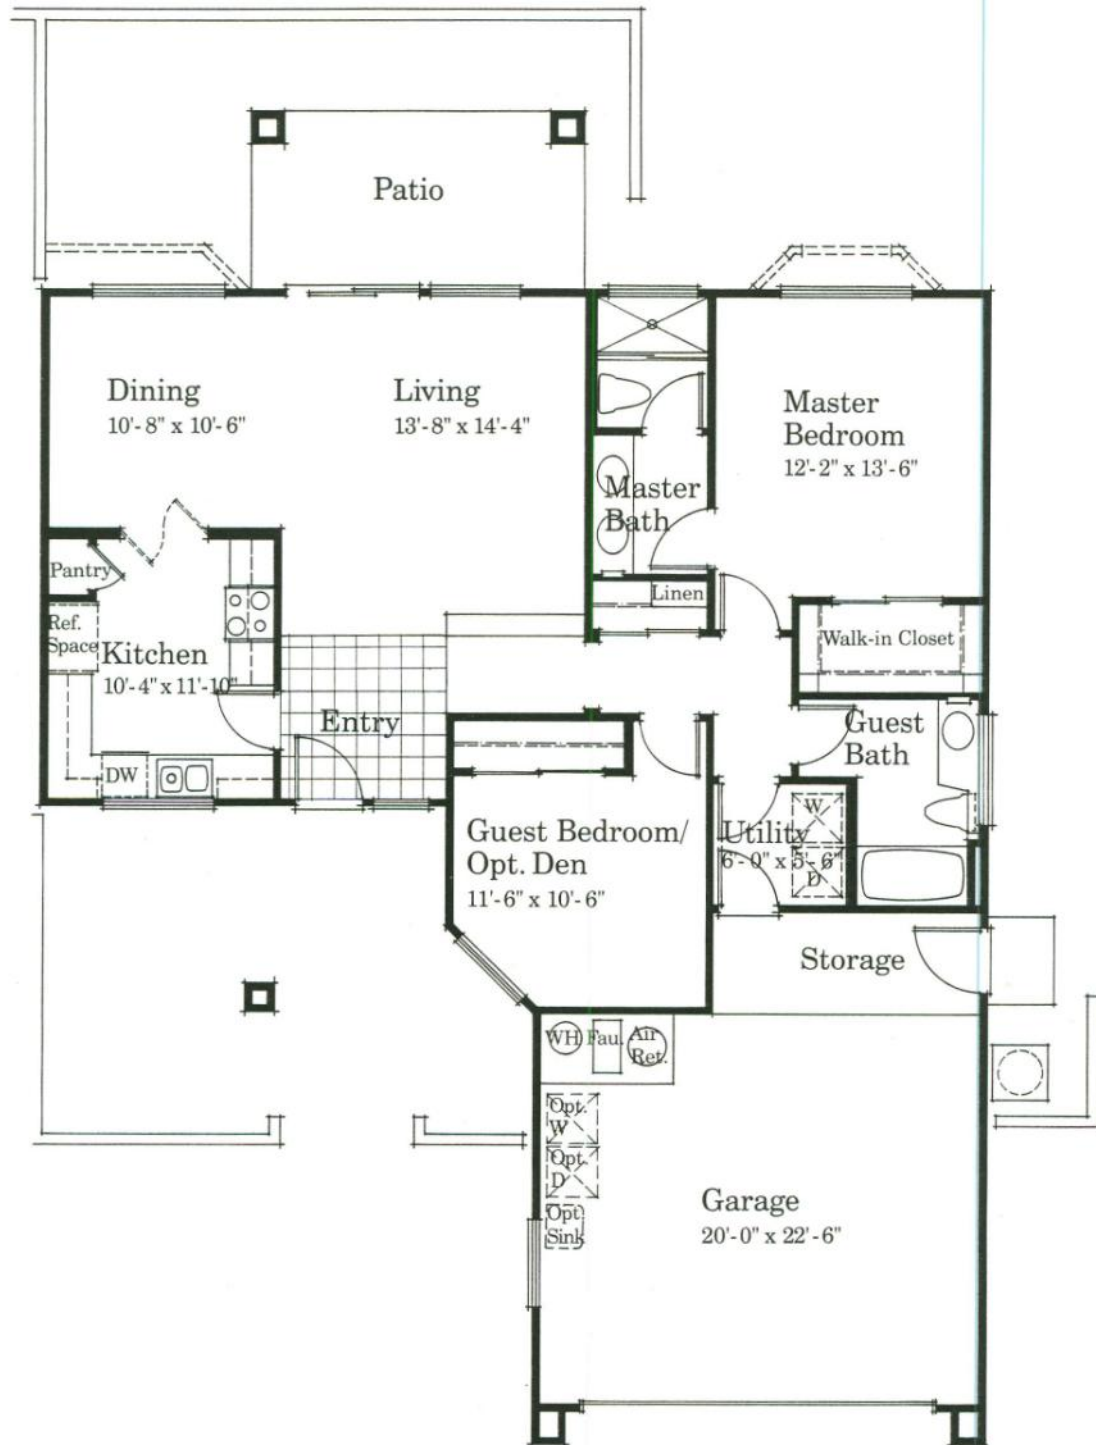 Patio
Dining
10'-8" x 10'-6"
Living
13'-8" x 14'-4"
Master
Bedroom
12'-2" x 13'-6"
Master
Bath
Pantry
Linen
Ref.
Space
Kitchen
10'-4" x 11'-10"
Walk-in Closet
Entry
Guest
Bath
DW
Guest Bedroom/
Opt. Den
11'-6" x 10'-6"
W
Utility
6'-0" x 5'-6"
D
Storage
WH
Fau.
Air
Ret.
Opt.
W
Opt.
D
Opt.
Sink
Garage
20'-0" x 22'-6"